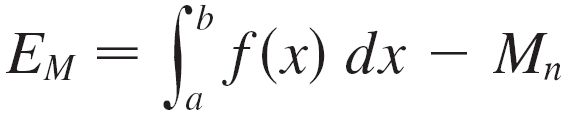 E_M = ∫_a^b f(x) dx − M_n